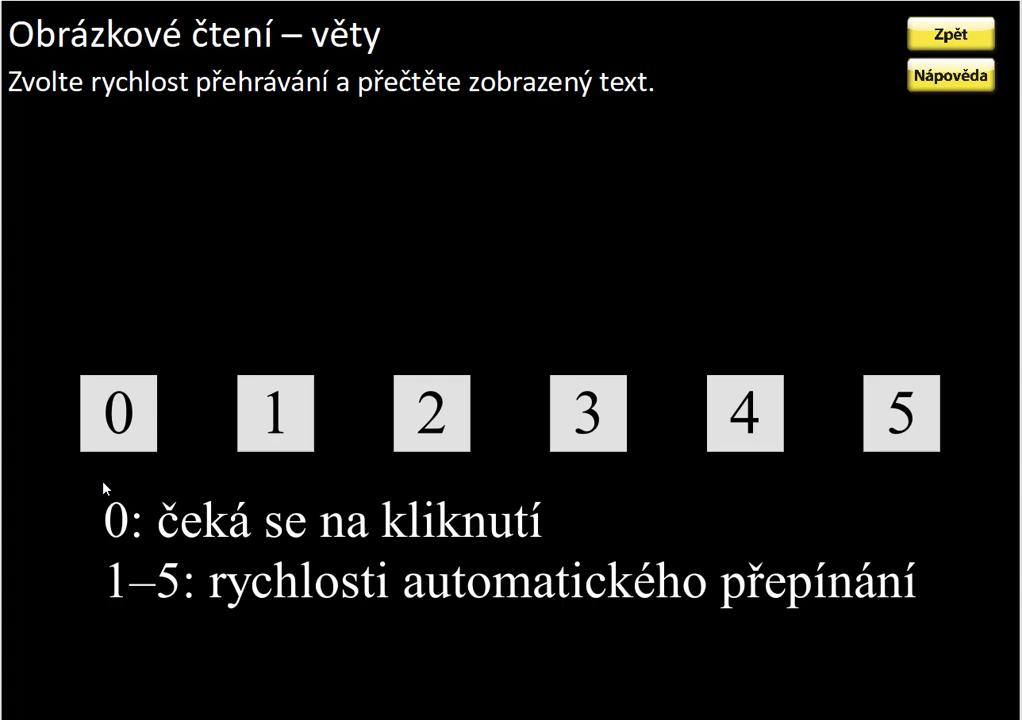 Obrázkové čtení – věty
Zpět
Zvolte rychlost přehrávání a přečtěte zobrazený text.
Nápověda
0 1 2 3 4 5
0: čeká se na kliknutí
1–5: rychlosti automatického přepínání